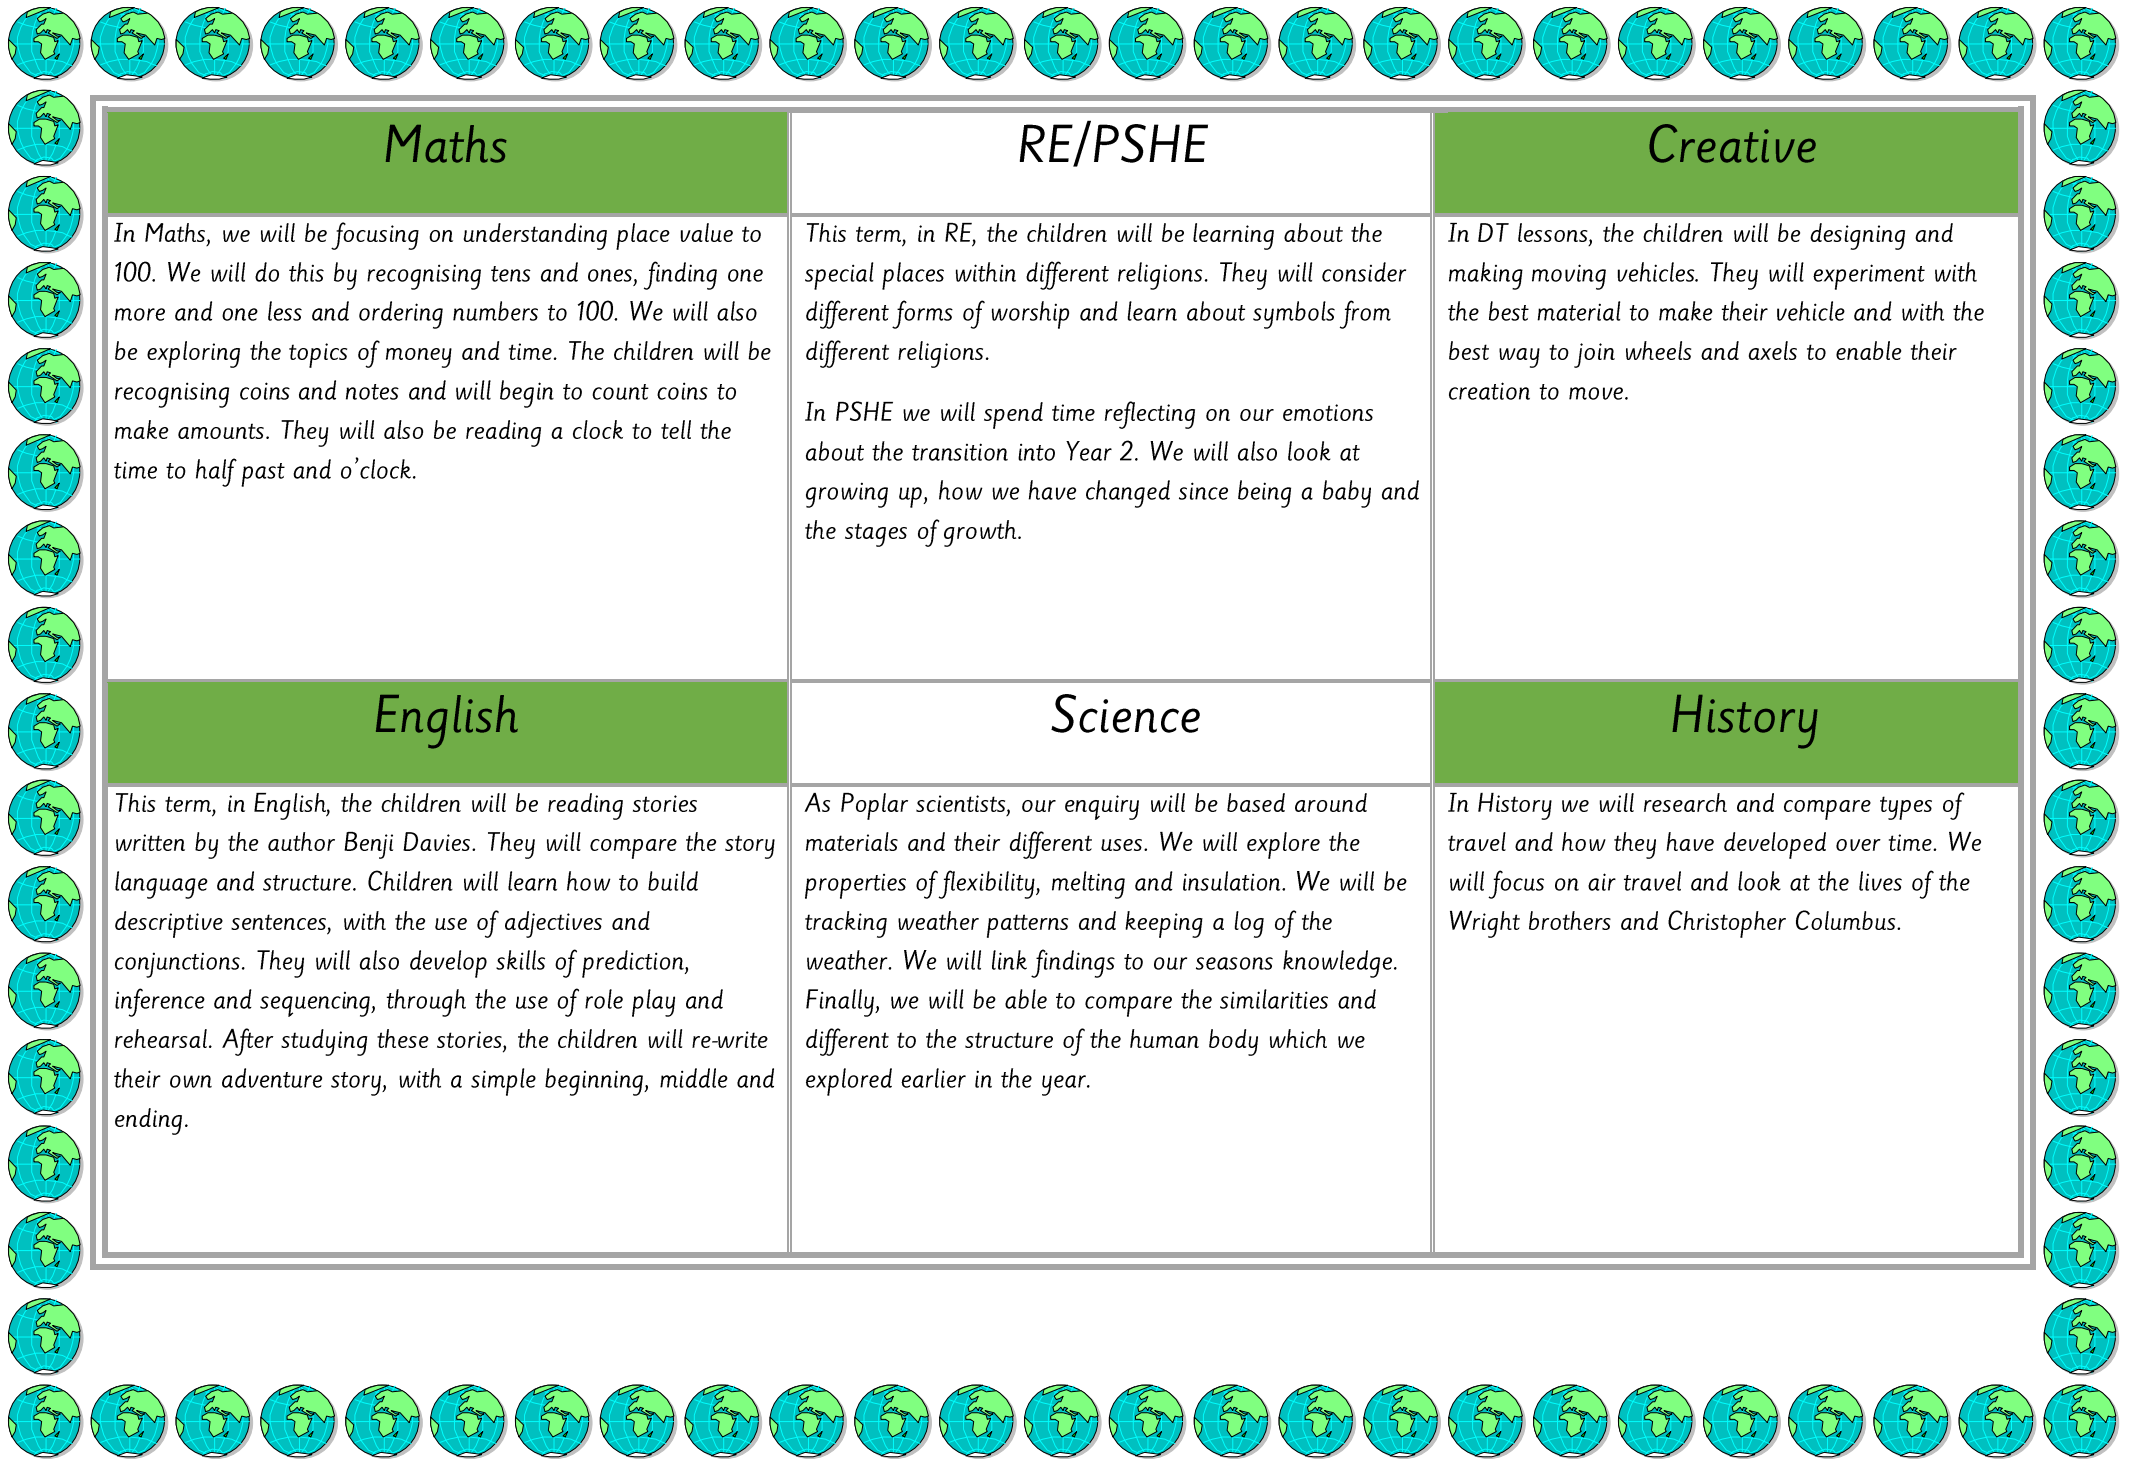 Maths
In Maths, we will be focusing on understanding place value to
100. We will do this by recognising tens and ones, finding one
more and one less and ordering numbers to 100. We will also
be exploring the topics of money and time. The children will be
recognising coins and notes and will begin to count coins to
make amounts. They will also be reading a clock to tell the
time to half past and o’clock.
RE/PSHE
This term, in RE, the children will be learning about the
special places within different religions. They will consider
different forms of worship and learn about symbols from
different religions.
In PSHE we will spend time reflecting on our emotions
about the transition into Year 2. We will also look at
growing up, how we have changed since being a baby and
the stages of growth.
Creative
In DT lessons, the children will be designing and
making moving vehicles. They will experiment with
the best material to make their vehicle and with the
best way to join wheels and axels to enable their
creation to move.
English
This term, in English, the children will be reading stories
written by the author Benji Davies. They will compare the story
language and structure. Children will learn how to build
descriptive sentences, with the use of adjectives and
conjunctions. They will also develop skills of prediction,
inference and sequencing, through the use of role play and
rehearsal. After studying these stories, the children will re-write
their own adventure story, with a simple beginning, middle and
ending.
Science
As Poplar scientists, our enquiry will be based around
materials and their different uses. We will explore the
properties of flexibility, melting and insulation. We will be
tracking weather patterns and keeping a log of the
weather. We will link findings to our seasons knowledge.
Finally, we will be able to compare the similarities and
different to the structure of the human body which we
explored earlier in the year.
History
In History we will research and compare types of
travel and how they have developed over time. We
will focus on air travel and look at the lives of the
Wright brothers and Christopher Columbus.